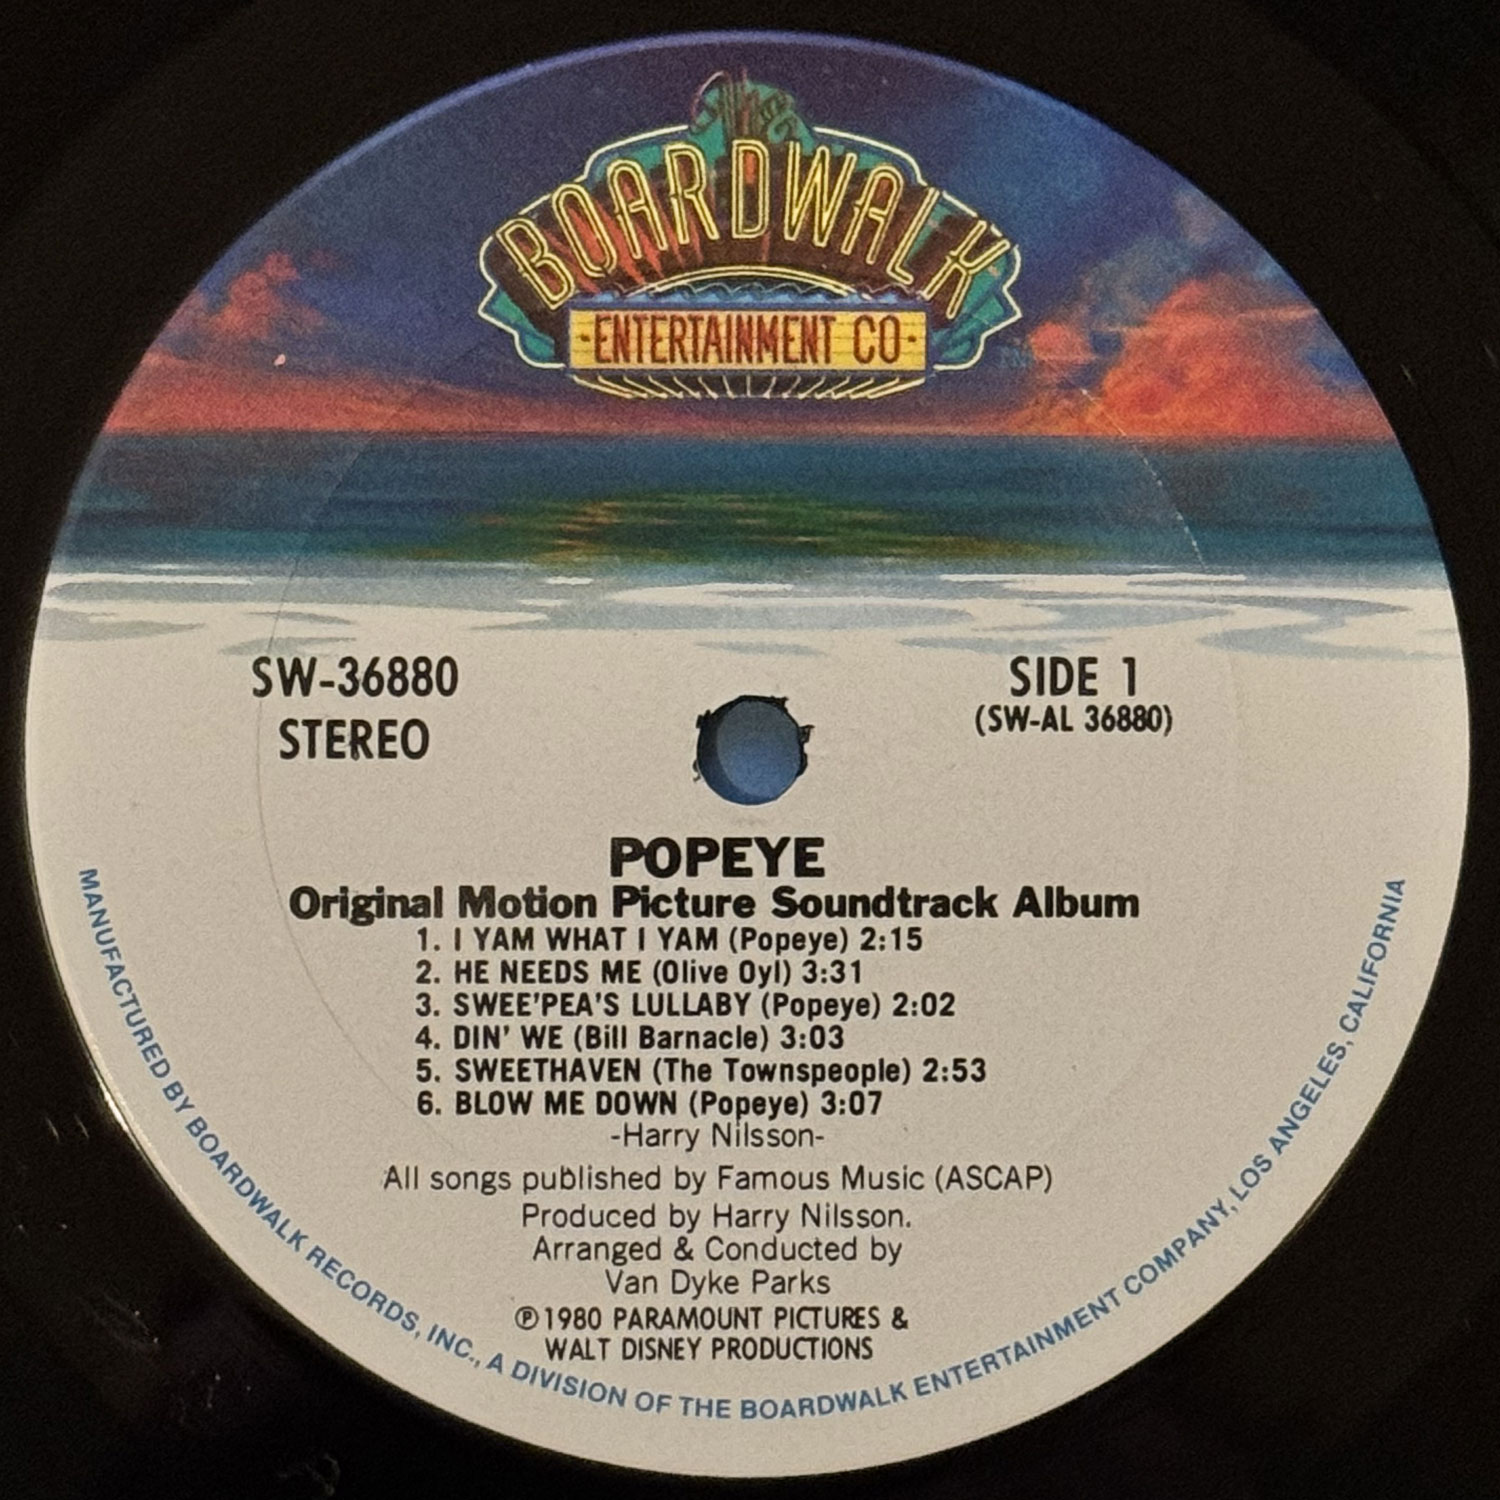 The
BOARDWALK
·ENTERTAINMENT CO·
TM
SW-36880
STEREO
SIDE 1
(SW-AL 36880)
POPEYE
Original Motion Picture Soundtrack Album
1. I YAM WHAT I YAM (Popeye) 2:15
2. HE NEEDS ME (Olive Oyl) 3:31
3. SWEE'PEA'S LULLABY (Popeye) 2:02
4. DIN' WE (Bill Barnacle) 3:03
5. SWEETHAVEN (The Townspeople) 2:53
6. BLOW ME DOWN (Popeye) 3:07
-Harry Nilsson-
All songs published by Famous Music (ASCAP)
Produced by Harry Nilsson.
Arranged & Conducted by
Van Dyke Parks
℗1980 PARAMOUNT PICTURES &
WALT DISNEY PRODUCTIONS
MANUFACTURED BY BOARDWALK RECORDS, INC., A DIVISION OF THE BOARDWALK ENTERTAINMENT COMPANY, LOS ANGELES, CALIFORNIA